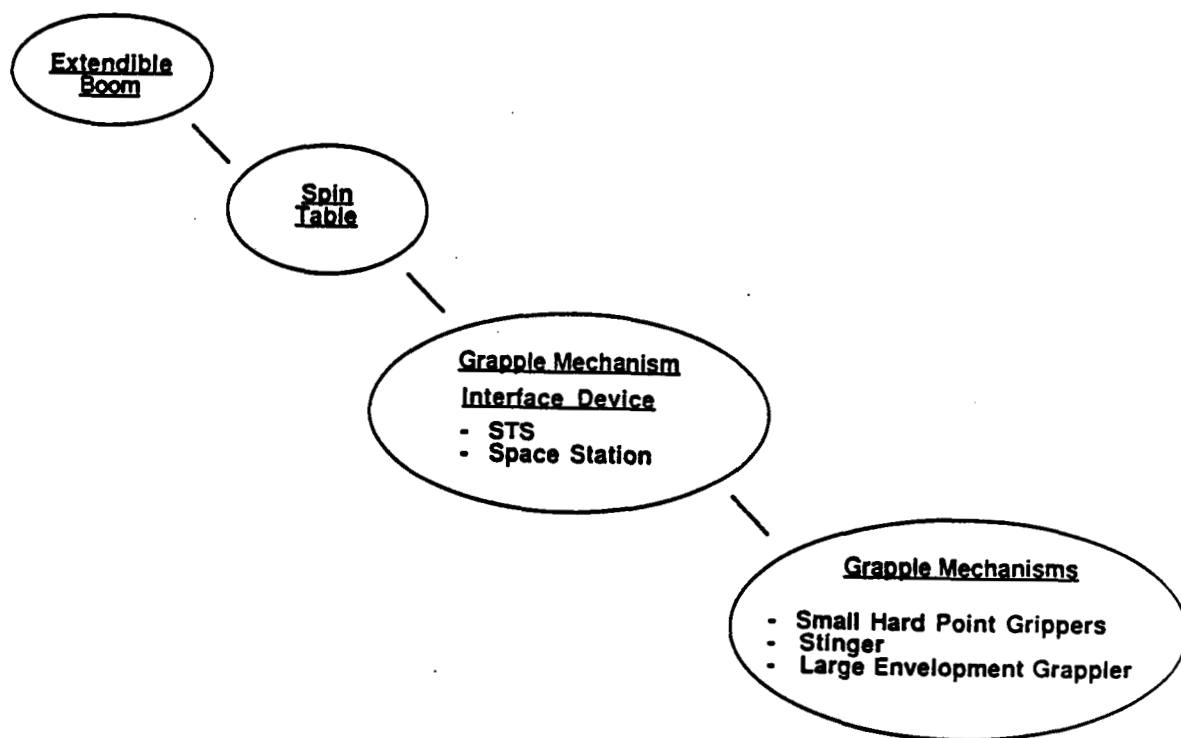 Extendible
Boom
Spin
Table
Grapple Mechanism
Interface Device
- STS
- Space Station
Grapple Mechanisms
- Small Hard Point Grippers
- Stinger
- Large Envelopment Grappler